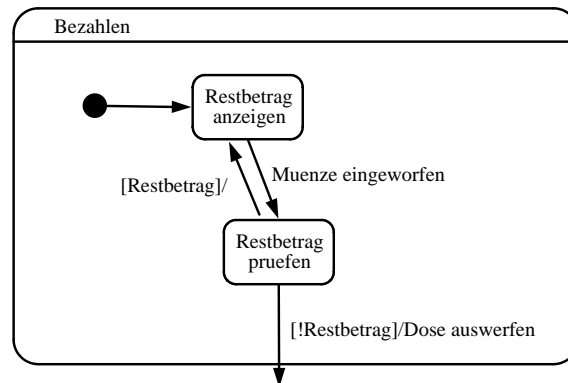 Bezahlen
Restbetrag
anzeigen
[Restbetrag]/
Muenze eingeworfen
Restbetrag
pruefen
[!Restbetrag]/Dose auswerfen